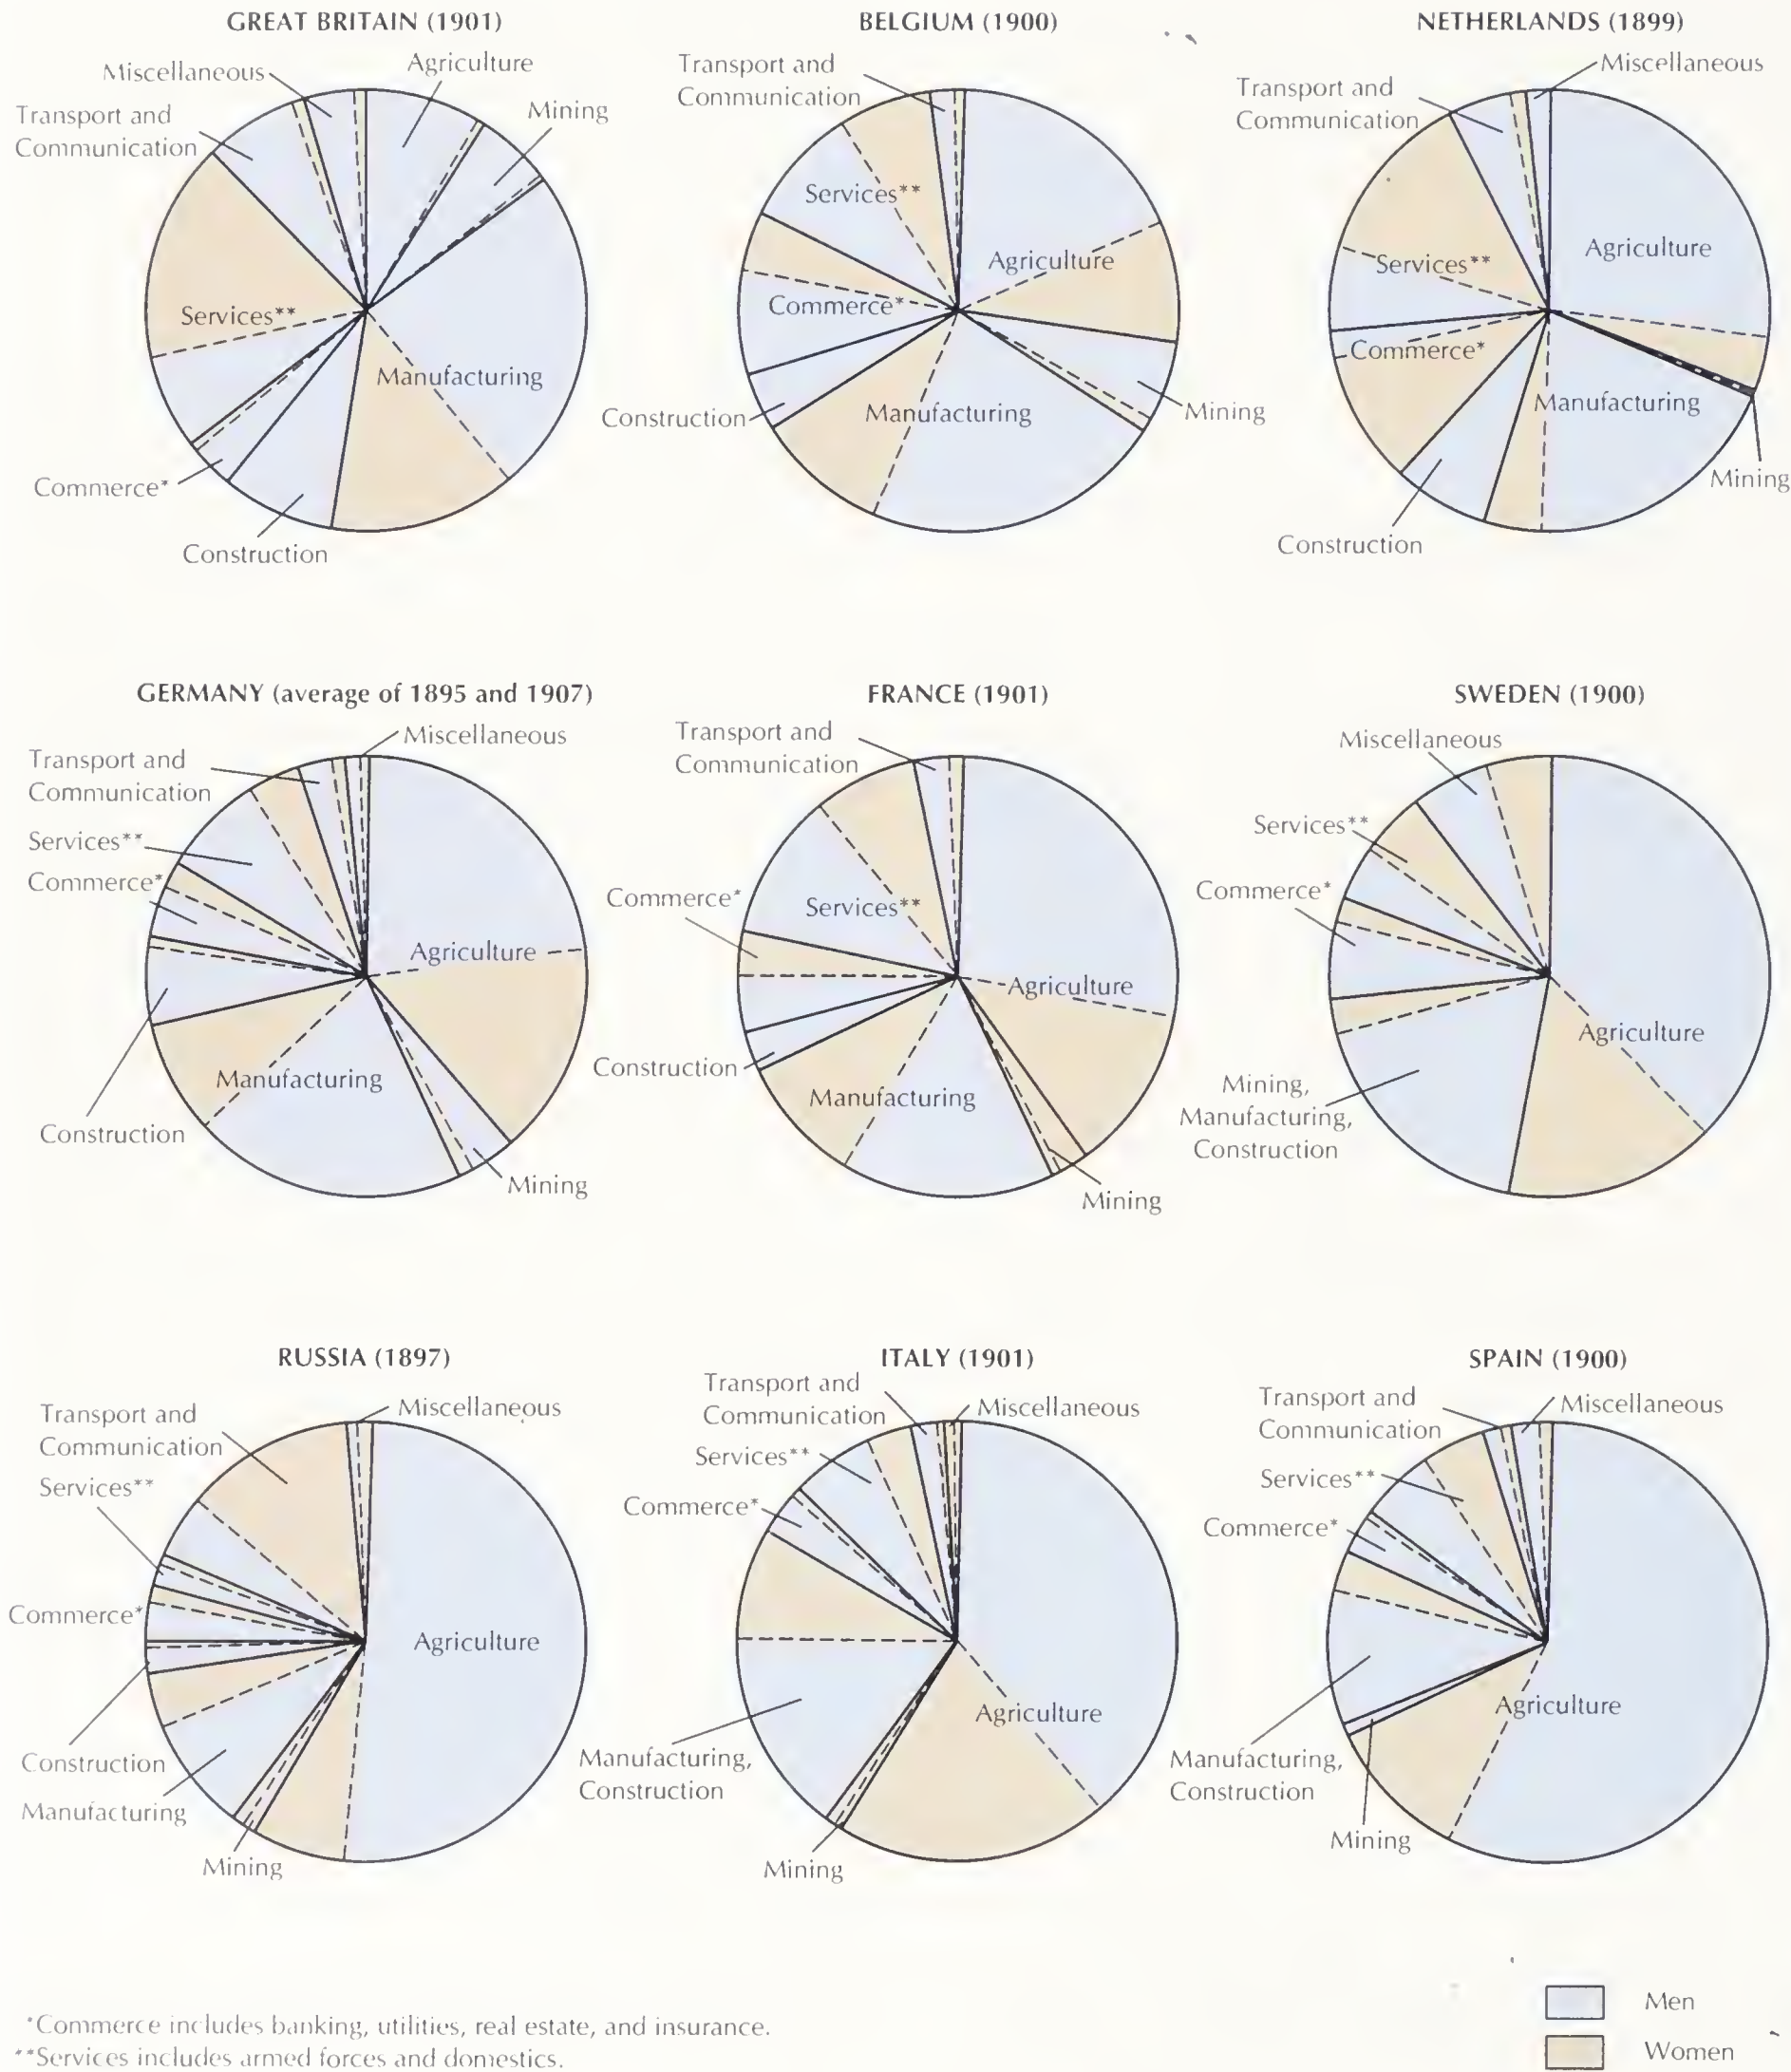 GREAT BRITAIN (1901)
Miscellaneous
Agriculture
Mining
Transport and
Communication
Services**
Manufacturing
Commerce*
Construction
BELGIUM (1900)
Transport and
Communication
Services**
Agriculture
Commerce*
Construction
Manufacturing
Mining
NETHERLANDS (1899)
Miscellaneous
Transport and
Communication
Agriculture
Services**
Commerce*
Manufacturing
Mining
Construction
GERMANY (average of 1895 and 1907)
Miscellaneous
Transport and
Communication
Services**
Commerce*
Agriculture
Manufacturing
Construction
Mining
FRANCE (1901)
Transport and
Communication
Commerce*
Services**
Agriculture
Construction
Manufacturing
Mining
SWEDEN (1900)
Miscellaneous
Services**
Commerce*
Agriculture
Mining,
Manufacturing,
Construction
RUSSIA (1897)
Miscellaneous
Transport and
Communication
Services**
Commerce*
Agriculture
Construction
Manufacturing
Mining
ITALY (1901)
Transport and
Communication
Miscellaneous
Services**
Commerce*
Agriculture
Manufacturing,
Construction
Mining
SPAIN (1900)
Transport and
Communication
Miscellaneous
Services**
Commerce*
Agriculture
Manufacturing,
Construction
Mining
*Commerce includes banking, utilities, real estate, and insurance.
**Services includes armed forces and domestics.
Men
Women